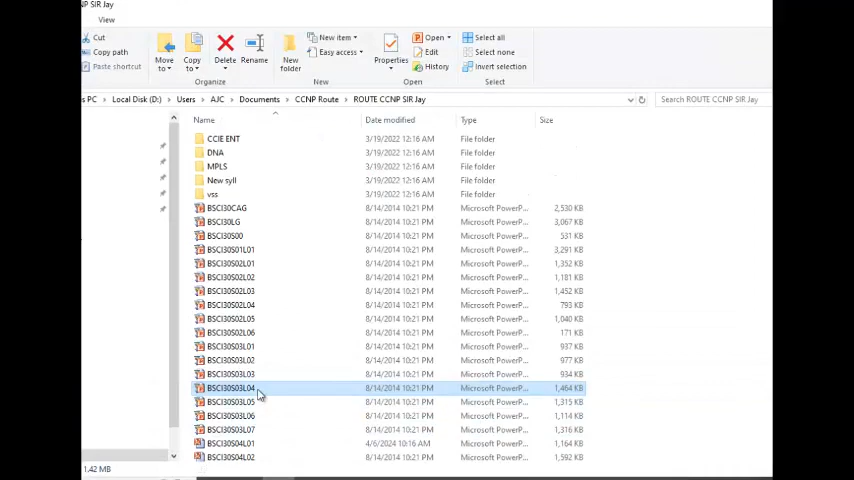 NP SIR Jay
View
Cut
Copy path
Paste shortcut
Move to
Copy to
Delete
Rename
New folder
New item
Easy access
Properties
Open
Edit
History
Select all
Select none
Invert selection
Organize
New
Open
Select
s PC > Local Disk (D:) > Users > AJC > Documents > CCNP Route > ROUTE CCNP SIR Jay
Search ROUTE CCNP SIR Jay
Name Date modified Type Size
CCIE ENT 3/19/2022 12:16 AM File folder
DNA 3/19/2022 12:16 AM File folder
MPLS 3/19/2022 12:16 AM File folder
New syll 3/19/2022 12:16 AM File folder
vss 3/19/2022 12:16 AM File folder
BSCI30CAG 8/14/2014 10:21 PM Microsoft PowerP... 2,530 KB
BSCI30LG 8/14/2014 10:21 PM Microsoft PowerP... 3,067 KB
BSCI30S00 8/14/2014 10:21 PM Microsoft PowerP... 531 KB
BSCI30S01L01 8/14/2014 10:21 PM Microsoft PowerP... 3,291 KB
BSCI30S02L01 8/14/2014 10:21 PM Microsoft PowerP... 1,352 KB
BSCI30S02L02 8/14/2014 10:21 PM Microsoft PowerP... 1,181 KB
BSCI30S02L03 8/14/2014 10:21 PM Microsoft PowerP... 1,452 KB
BSCI30S02L04 8/14/2014 10:21 PM Microsoft PowerP... 793 KB
BSCI30S02L05 8/14/2014 10:21 PM Microsoft PowerP... 1,040 KB
BSCI30S02L06 8/14/2014 10:21 PM Microsoft PowerP... 171 KB
BSCI30S03L01 8/14/2014 10:21 PM Microsoft PowerP... 937 KB
BSCI30S03L02 8/14/2014 10:21 PM Microsoft PowerP... 977 KB
BSCI30S03L03 8/14/2014 10:21 PM Microsoft PowerP... 934 KB
BSCI30S03L04 8/14/2014 10:21 PM Microsoft PowerP... 1,464 KB
BSCI30S03L05 8/14/2014 10:21 PM Microsoft PowerP... 1,315 KB
BSCI30S03L06 8/14/2014 10:21 PM Microsoft PowerP... 1,114 KB
BSCI30S03L07 8/14/2014 10:21 PM Microsoft PowerP... 1,316 KB
BSCI30S04L01 4/6/2024 10:16 AM Microsoft PowerP... 1,164 KB
BSCI30S04L02 8/14/2014 10:21 PM Microsoft PowerP... 1,592 KB
1.42 MB